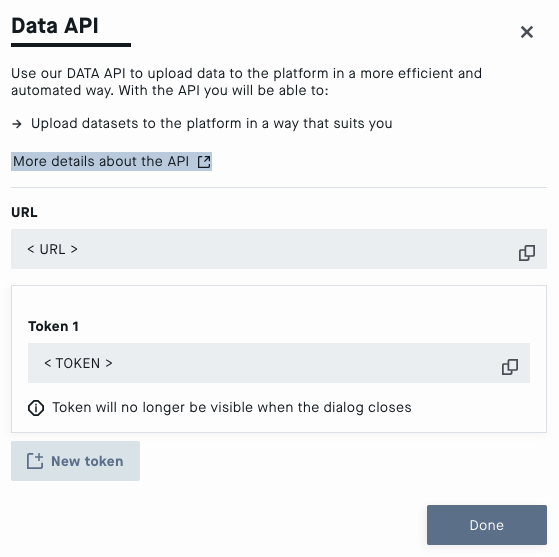 Data API
Use our DATA API to upload data to the platform in a more efficient and
automated way. With the API you will be able to:
→ Upload datasets to the platform in a way that suits you
More details about the API
URL
< URL >
Token 1
< TOKEN >
Token will no longer be visible when the dialog closes
New token
Done